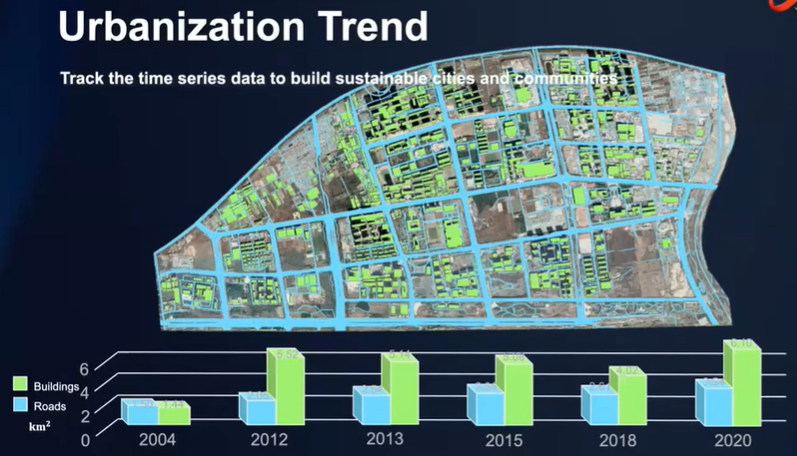 Urbanization Trend
Track the time series data to build sustainable cities and communities
6
4
2
0
Buildings
Roads
km²
2004
2012
2013
2015
2018
2020